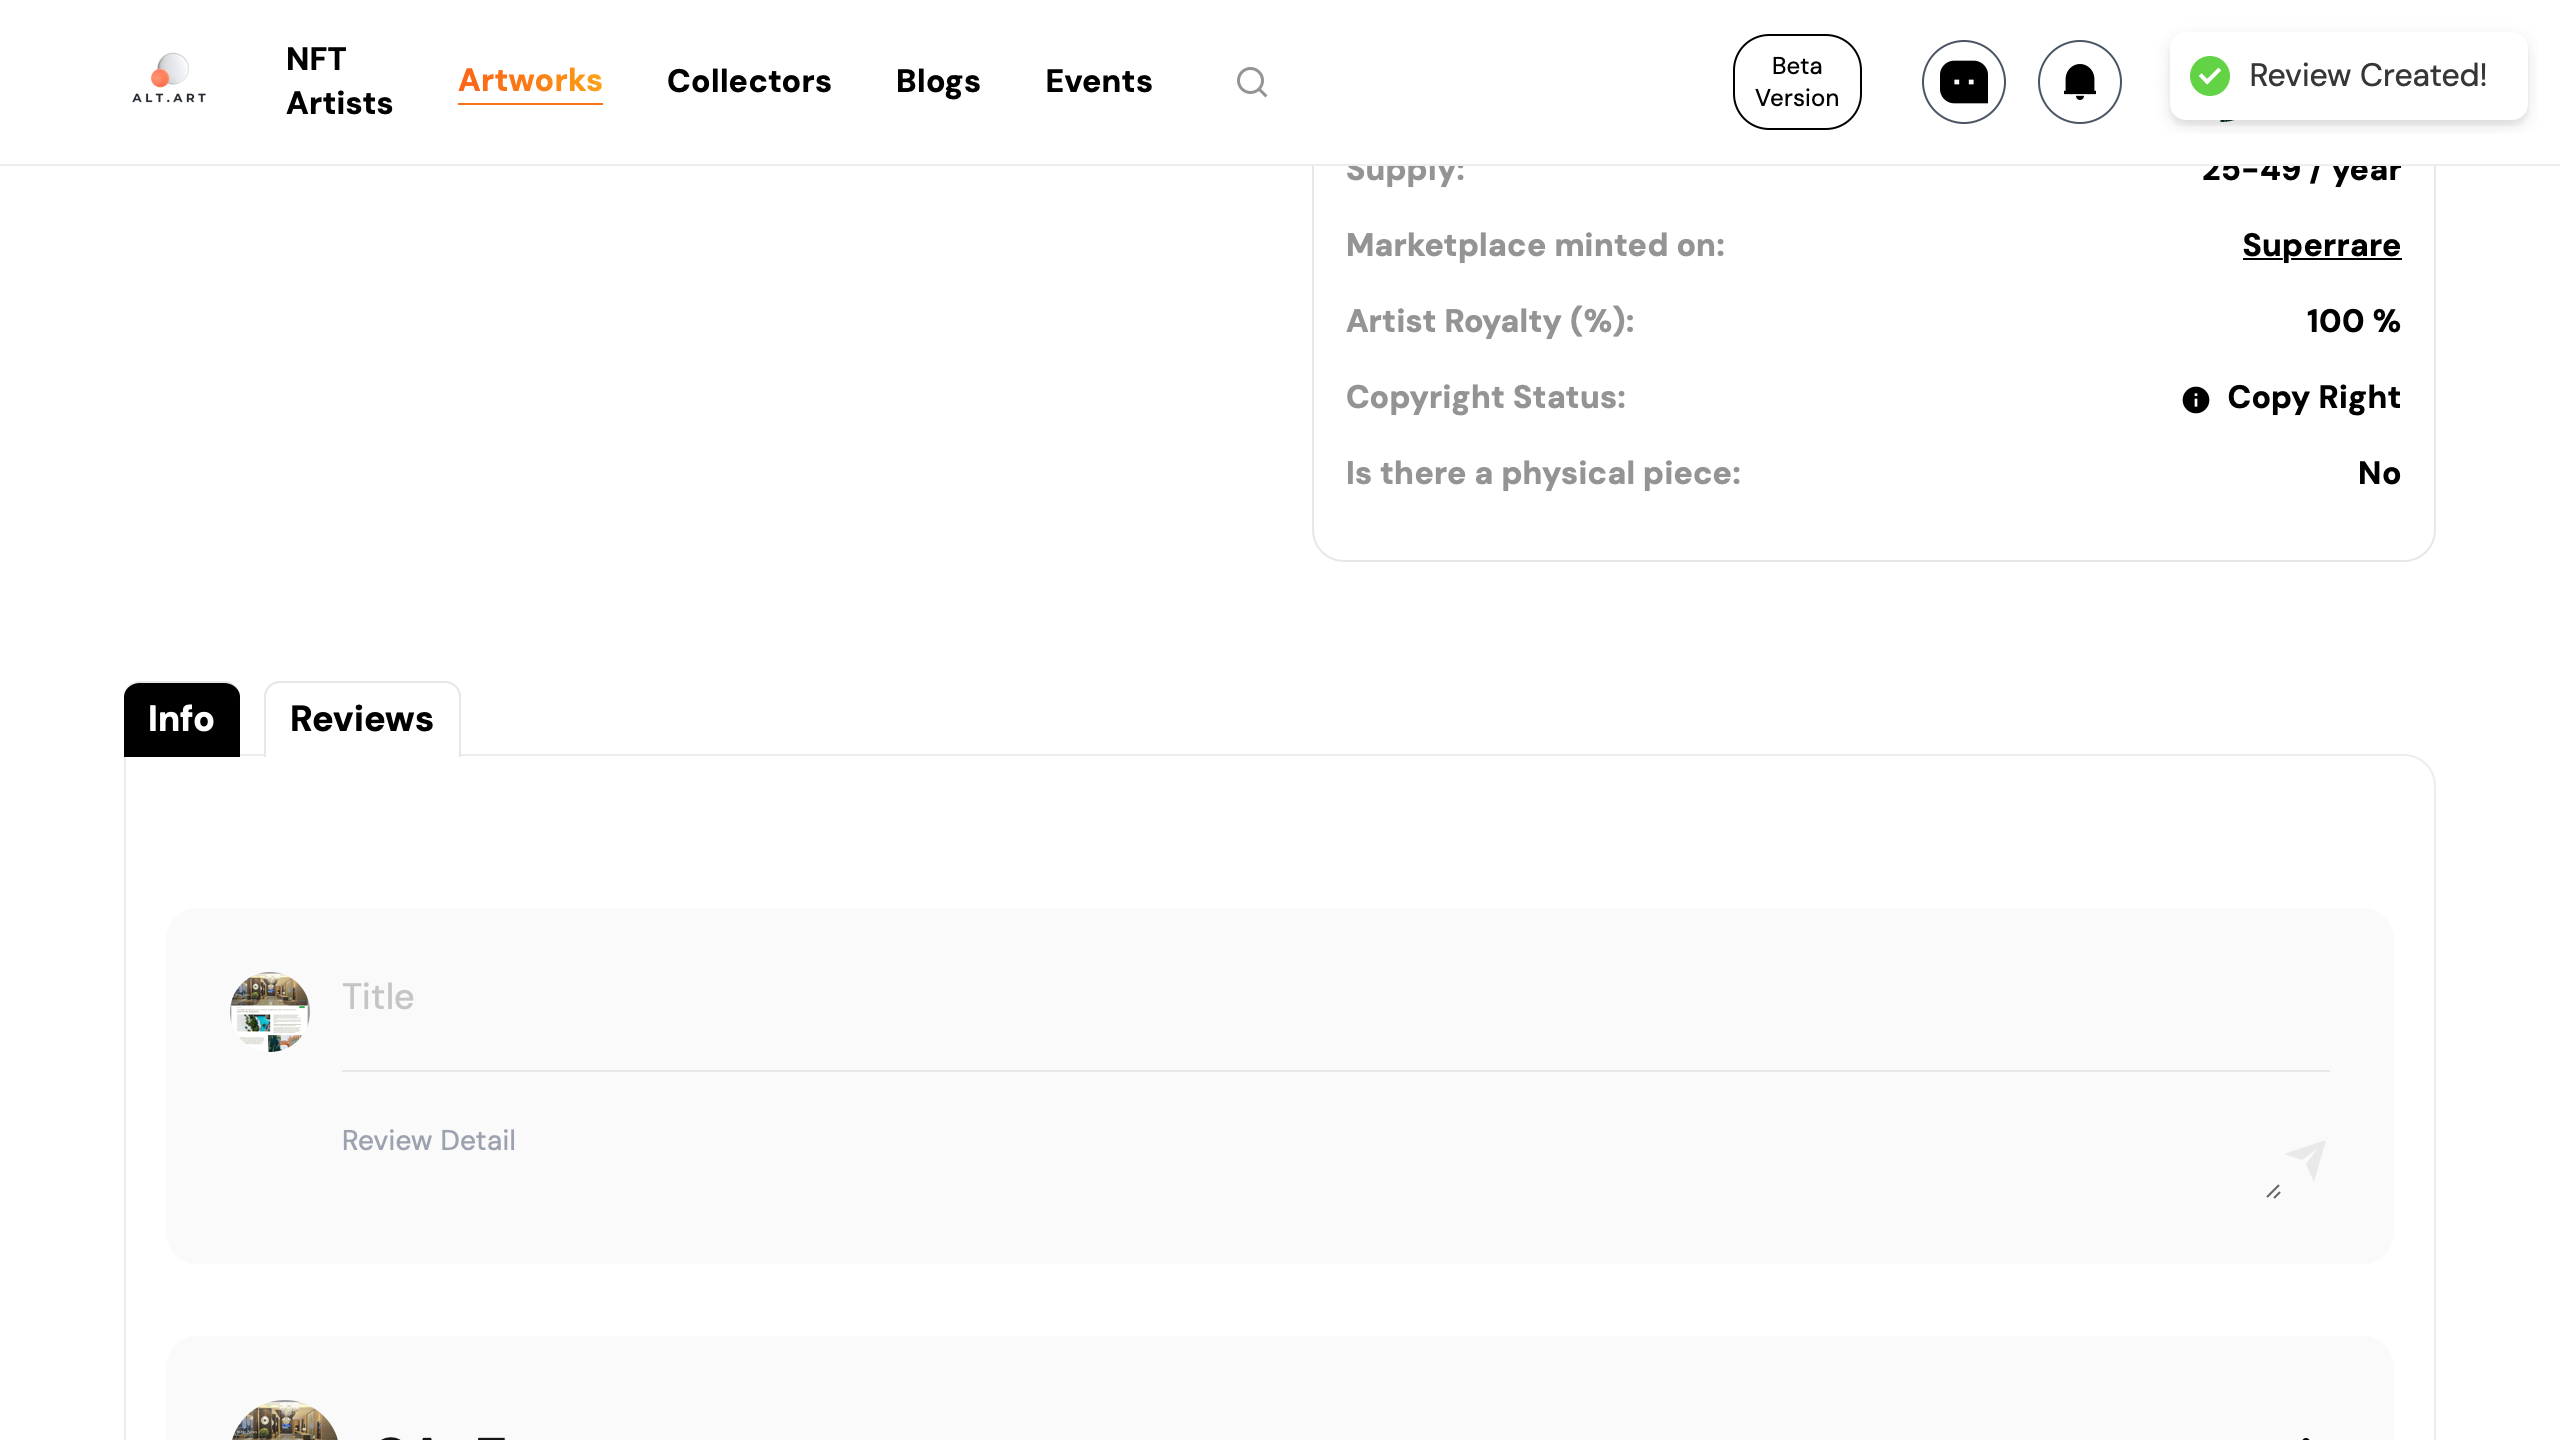 ALT.ART
NFT
Artists
Artworks
Collectors
Blogs
Events
Beta
Version
Review Created!
Supply:
25-49 / year
Marketplace minted on:
Superrare
Artist Royalty (%):
100 %
Copyright Status:
Copy Right
Is there a physical piece:
No
Info
Reviews
Title
Review Detail